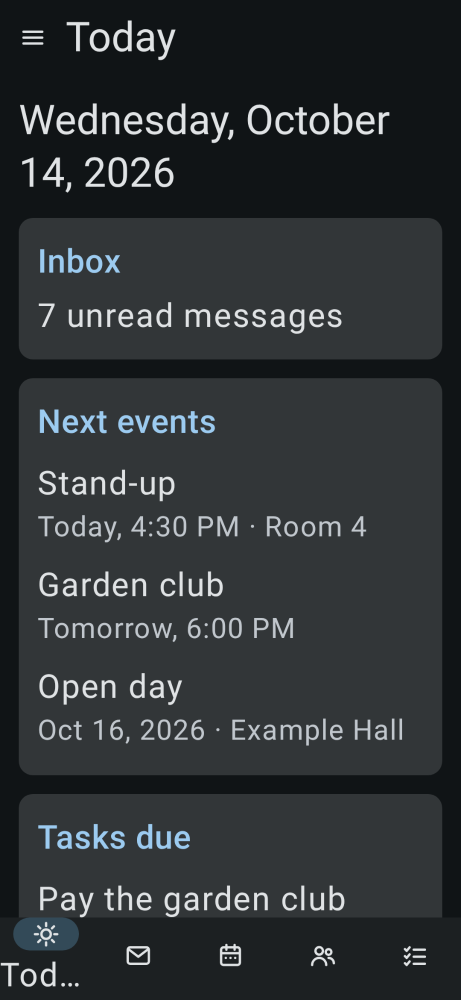 Today
Wednesday, October
14, 2026
Inbox
7 unread messages
Next events
Stand-up
Today, 4:30 PM · Room 4
Garden club
Tomorrow, 6:00 PM
Open day
Oct 16, 2026 · Example Hall
Tasks due
Pay the garden club
Tod…